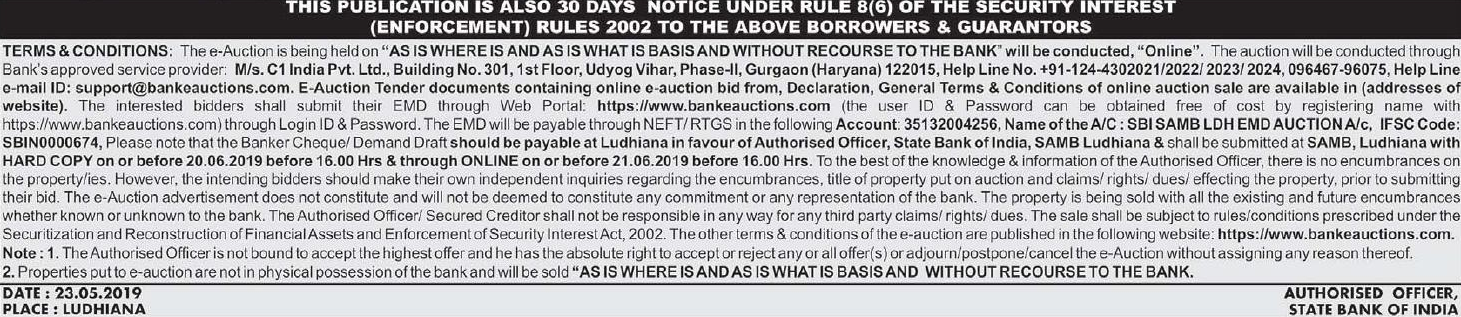 THIS PUBLICATION IS ALSO 30 DAYS NOTICE UNDER RULE 8(6) OF THE SECURITY INTEREST
(ENFORCEMENT) RULES 2002 TO THE ABOVE BORROWERS & GUARANTORS
TERMS & CONDITIONS: The e-Auction is being held on “AS IS WHERE IS AND AS IS WHAT IS BASIS AND WITHOUT RECOURSE TO THE BANK" will be conducted, “Online”. The auction will be conducted through
Bank's approved service provider: M/s. C1 India Pvt. Ltd., Building No. 301, 1st Floor, Udyog Vihar, Phase-II, Gurgaon (Haryana) 122015, Help Line No. +91-124-4302021/2022/ 2023/ 2024, 096467-96075, Help Line
e-mail ID: support@bankeauctions.com. E-Auction Tender documents containing online e-auction bid from, Declaration, General Terms & Conditions of online auction sale are available in (addresses of
website). The interested bidders shall submit their EMD through Web Portal: https://www.bankeauctions.com (the user ID & Password can be obtained free of cost by registering name with
https://www.bankeauctions.com) through Login ID & Password. The EMD will be payable through NEFT/ RTGS in the following Account: 35132004256, Name of the A/C : SBI SAMB LDH EMD AUCTION A/c, IFSC Code:
SBIN0000674, Please note that the Banker Cheque/ Demand Draft should be payable at Ludhiana in favour of Authorised Officer, State Bank of India, SAMB Ludhiana & shall be submitted at SAMB, Ludhiana with
HARD COPY on or before 20.06.2019 before 16.00 Hrs & through ONLINE on or before 21.06.2019 before 16.00 Hrs. To the best of the knowledge & information of the Authorised Officer, there is no encumbrances on
the property/ies. However, the intending bidders should make their own independent inquiries regarding the encumbrances, title of property put on auction and claims/ rights/ dues/ effecting the property, prior to submitting
their bid. The e-Auction advertisement does not constitute and will not be deemed to constitute any commitment or any representation of the bank. The property is being sold with all the existing and future encumbrances
whether known or unknown to the bank. The Authorised Officer/ Secured Creditor shall not be responsible in any way for any third party claims/ rights/ dues. The sale shall be subject to rules/conditions prescribed under the
Securitization and Reconstruction of Financial Assets and Enforcement of Security Interest Act, 2002. The other terms & conditions of the e-auction are published in the following website: https://www.bankeauctions.com.
Note : 1. The Authorised Officer is not bound to accept the highest offer and he has the absolute right to accept or reject any or all offer(s) or adjourn/postpone/cancel the e-Auction without assigning any reason thereof.
2. Properties put to e-auction are not in physical possession of the bank and will be sold “AS IS WHERE IS AND AS IS WHAT IS BASIS AND WITHOUT RECOURSE TO THE BANK.
DATE : 23.05.2019 AUTHORISED OFFICER,
PLACE : LUDHIANA STATE BANK OF INDIA